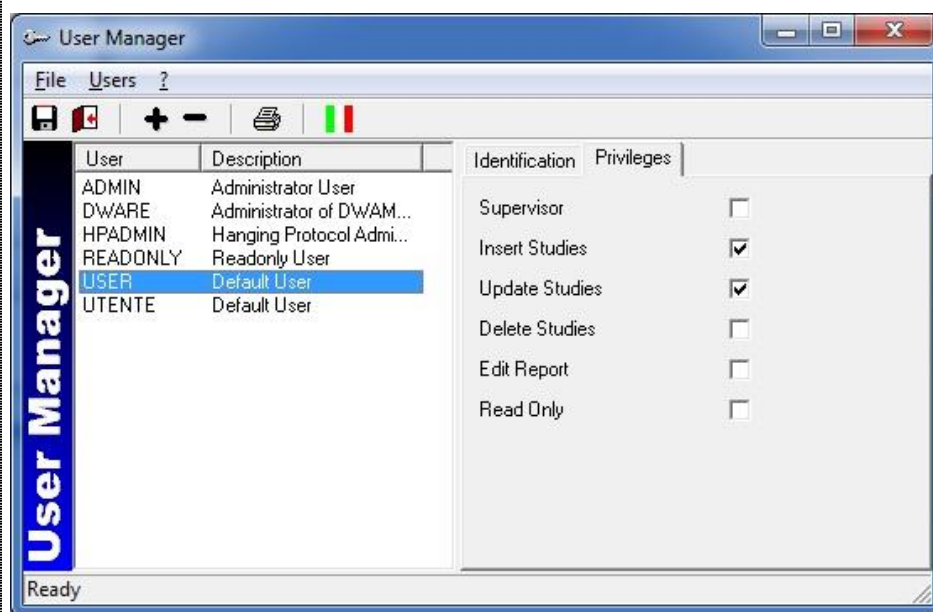 User Manager
File Users ?
User Description
ADMIN Administrator User
DWARE Administrator of DWAM...
HPADMIN Hanging Protocol Admi...
READONLY Readonly User
USER Default User
UTENTE Default User
User Manager
Identification Privileges
Supervisor
Insert Studies
Update Studies
Delete Studies
Edit Report
Read Only
Ready